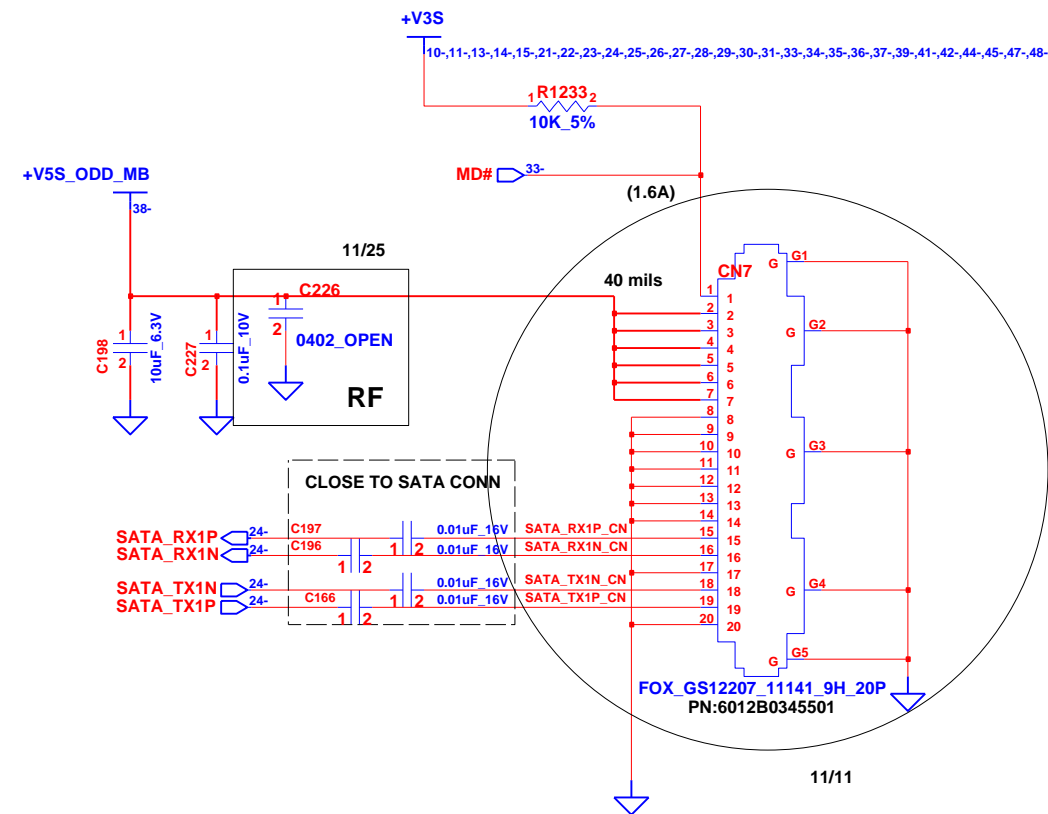 +V3S
10-,11-,13-,14-,15-,21-,22-,23-,24-,25-,26-,27-,28-,29-,30-,31-,33-,34-,35-,36-,37-,39-,41-,42-,44-,45-,47-,48-
1 R1233 2
10K_5%
MD# 33-
+V5S_ODD_MB
38-
(1.6A)
11/25
40 mils
CN7
C226
1
2
0402_OPEN
RF
C198
1
2
10uF_6.3V
C227
1
2
0.1uF_10V
1 1
2 2
3 3
4 4
5 5
6 6
7 7
8 8
9 9
10 10
11 11
12 12
13 13
14 14
15 15
16 16
17 17
18 18
19 19
20 20
G G1
G G2
G G3
G G4
G G5
CLOSE TO SATA CONN
SATA_RX1P 24- C197 1 2 0.01uF_16V SATA_RX1P_CN
SATA_RX1N 24- C196 1 2 0.01uF_16V SATA_RX1N_CN
SATA_TX1N 24- 1 2 0.01uF_16V SATA_TX1N_CN
SATA_TX1P 24- C166 1 2 0.01uF_16V SATA_TX1P_CN
FOX_GS12207_11141_9H_20P
PN:6012B0345501
11/11